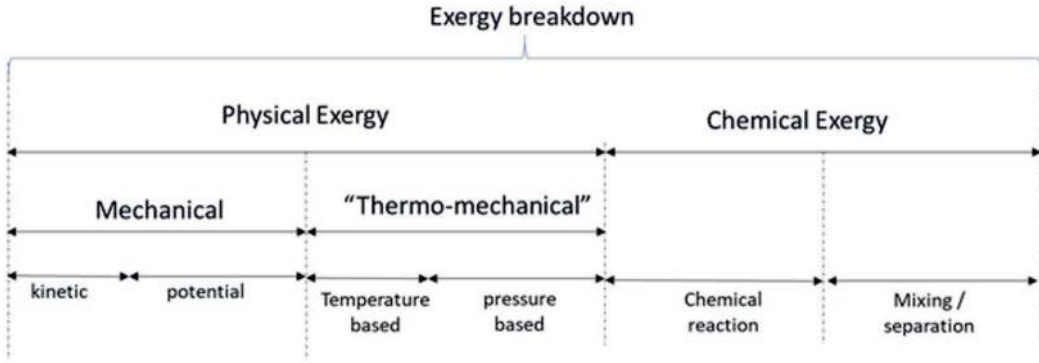 Exergy breakdown
Physical Exergy
Chemical Exergy
Mechanical
“Thermo-mechanical”
kinetic
potential
Temperature
based
pressure
based
Chemical
reaction
Mixing /
separation